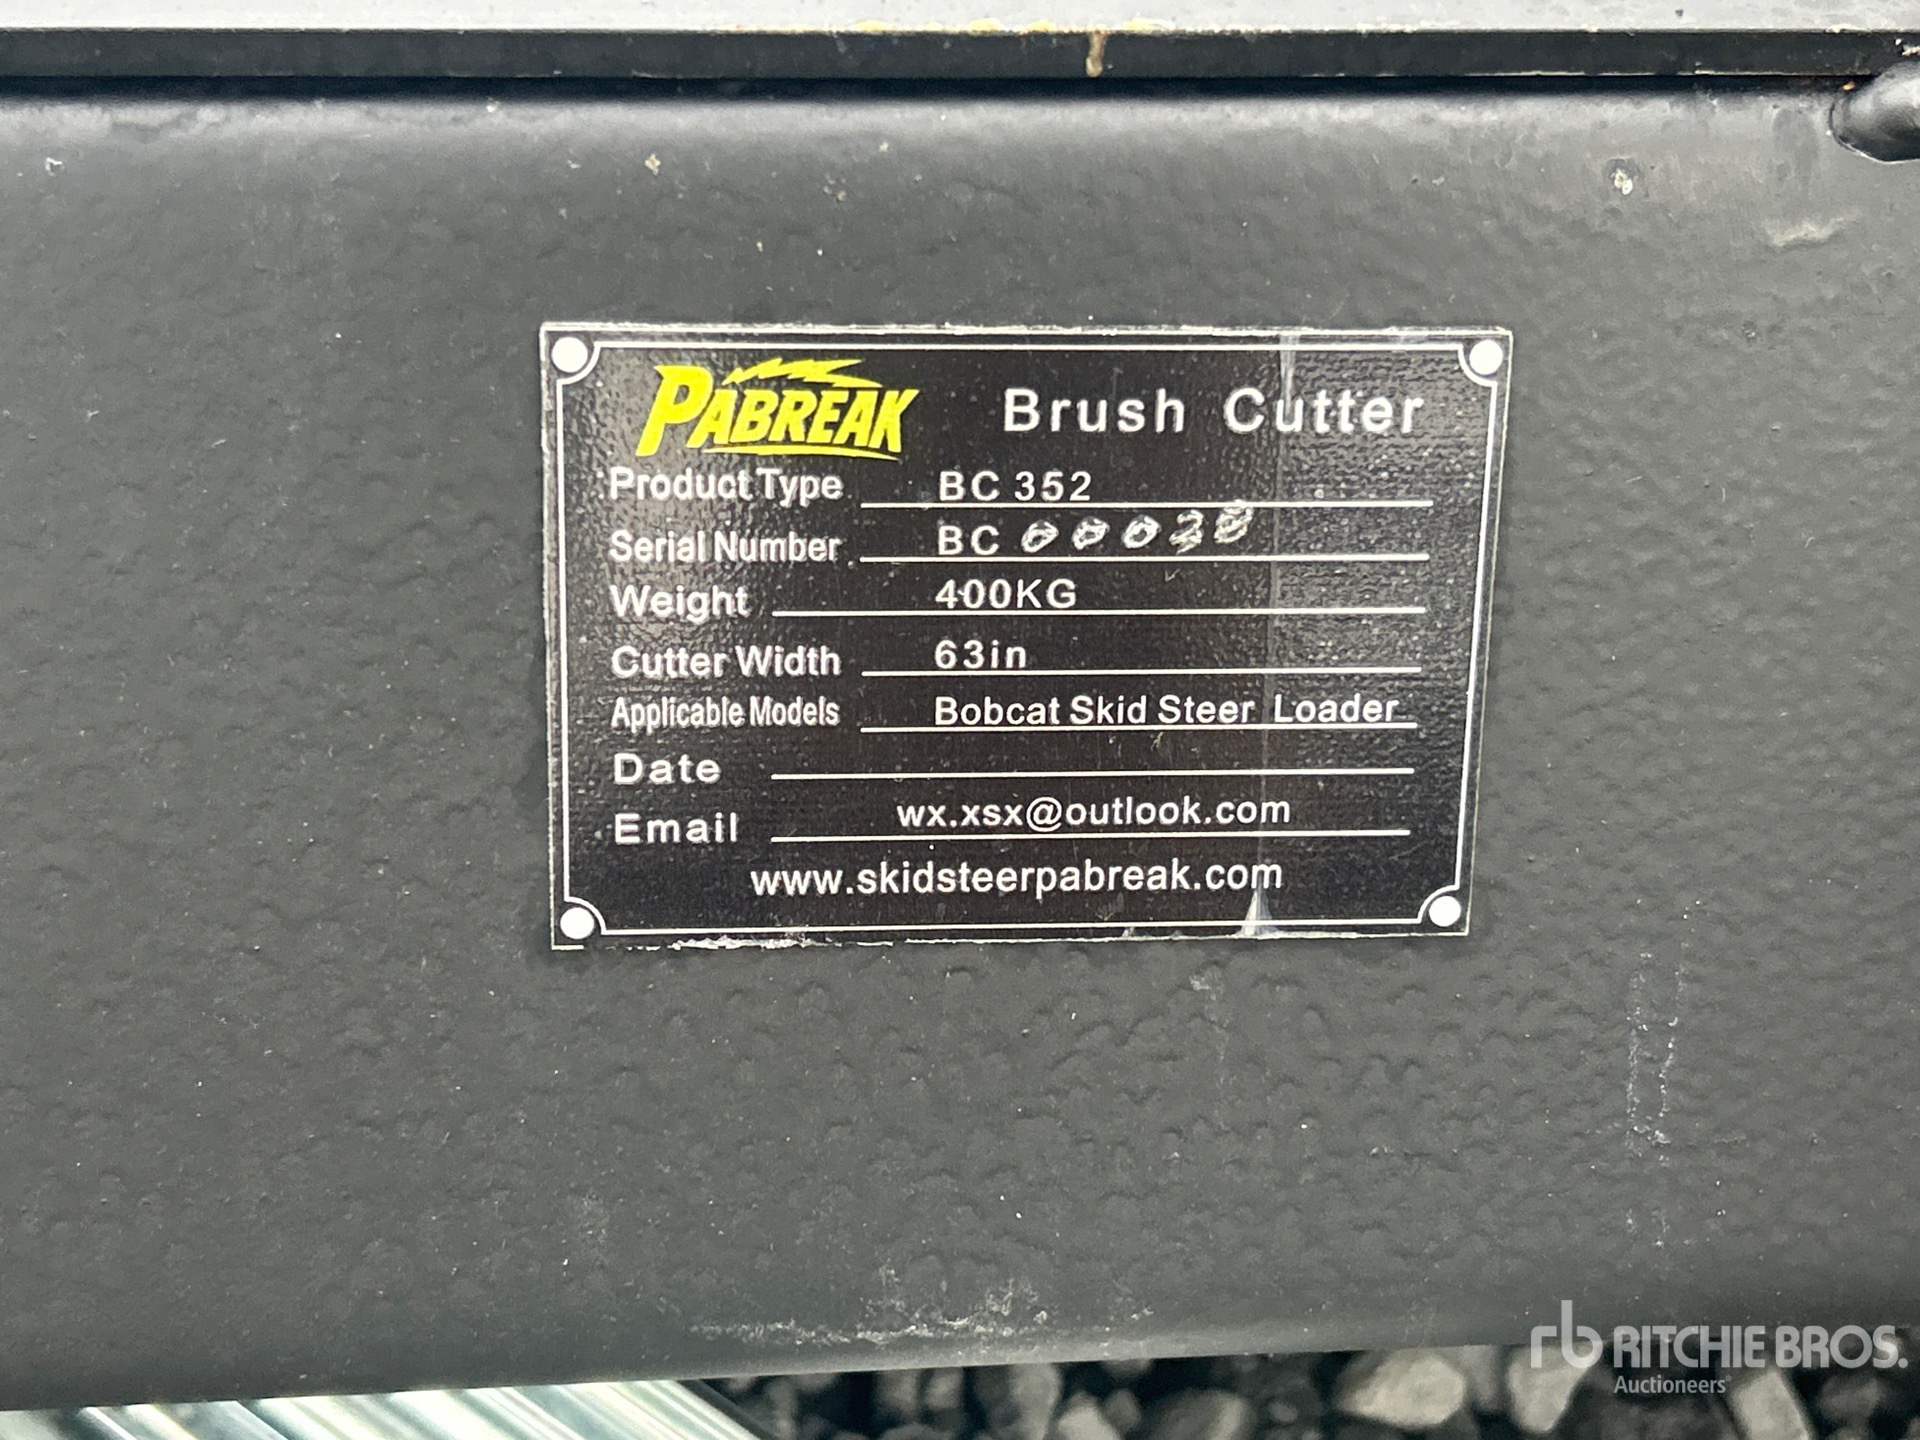 PABREAK Brush Cutter
Product Type BC 352
Serial Number BC
Weight 400KG
Cutter Width 63in
Applicable Models Bobcat Skid Steer Loader
Date
Email wx.xsx@outlook.com
www.skidsteerpabreak.com
rb RITCHIE BROS.
Auctioneers